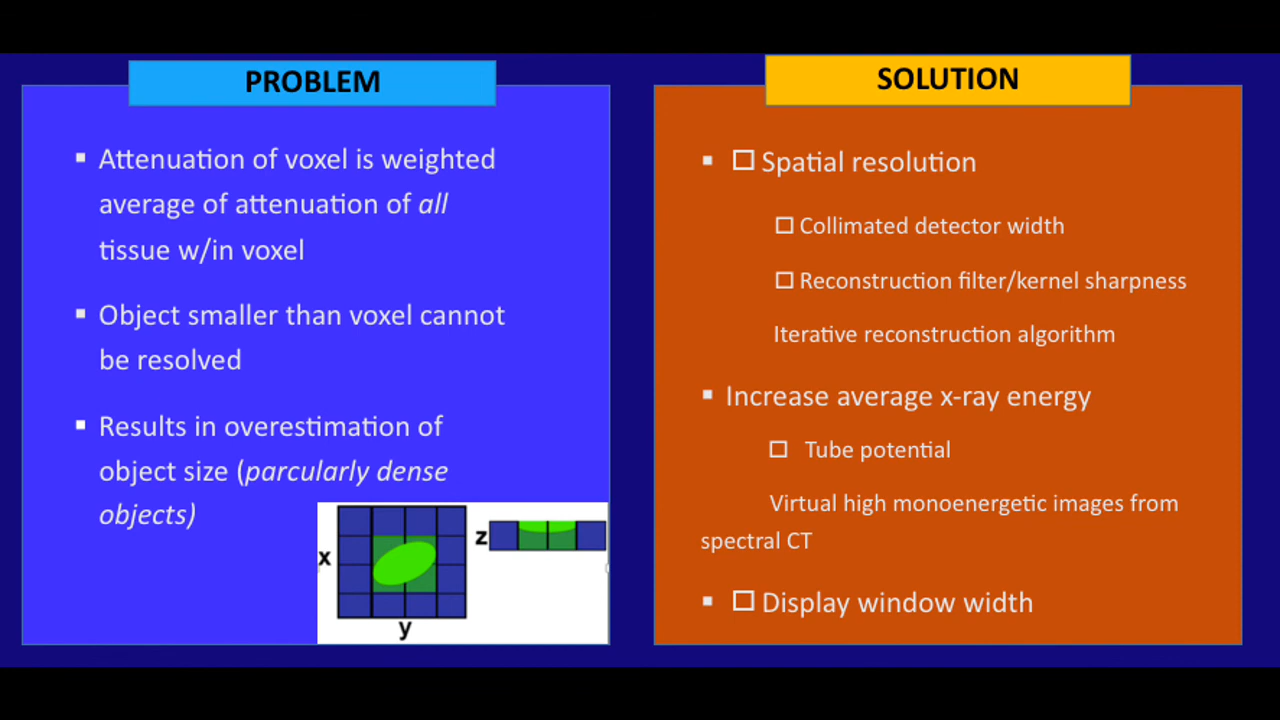 PROBLEM
▪ Attenuation of voxel is weighted
average of attenuation of all
tissue w/in voxel
▪ Object smaller than voxel cannot
be resolved
▪ Results in overestimation of
object size (parcularly dense
objects)
x
y
z
SOLUTION
▪ □ Spatial resolution
□ Collimated detector width
□ Reconstruction filter/kernel sharpness
Iterative reconstruction algorithm
▪ Increase average x-ray energy
□ Tube potential
Virtual high monoenergetic images from
spectral CT
▪ □ Display window width